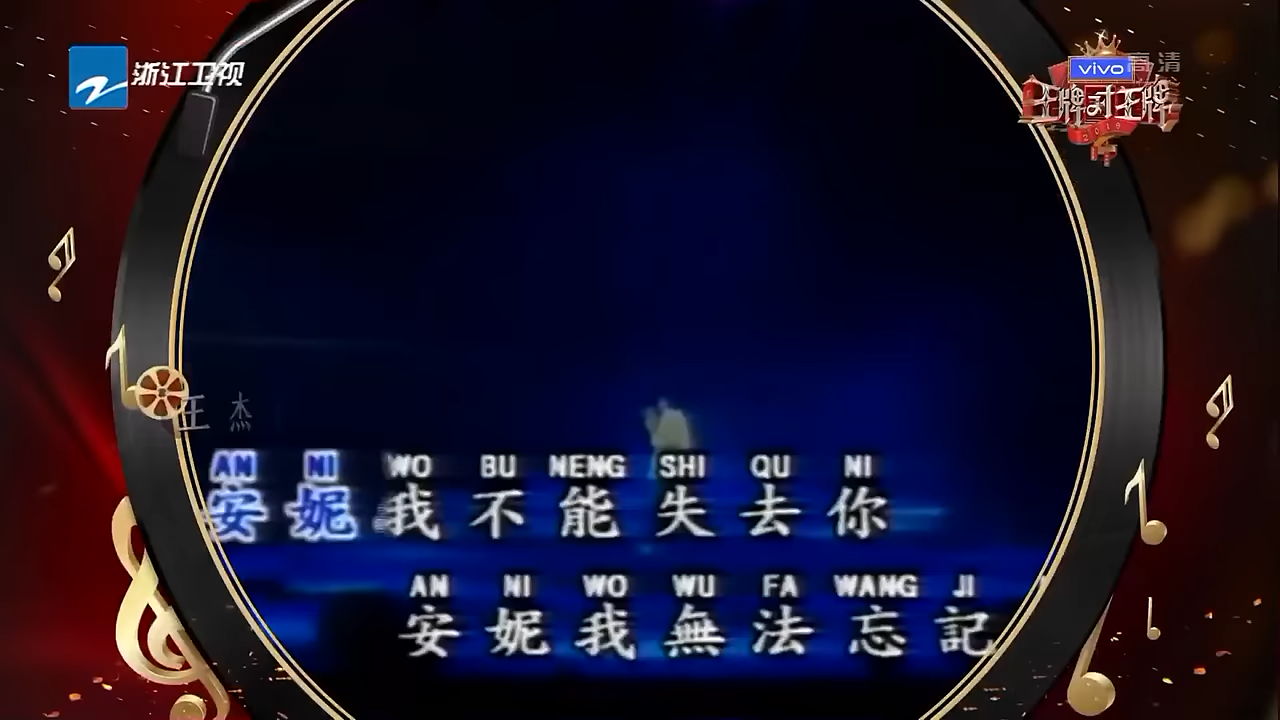 浙江卫视
vivo 高清
王牌对王牌
2019
王杰
AN NI WO BU NENG SHI QU NI
安妮我不能失去你
AN NI WO WU FA WANG JI
安妮我無法忘記